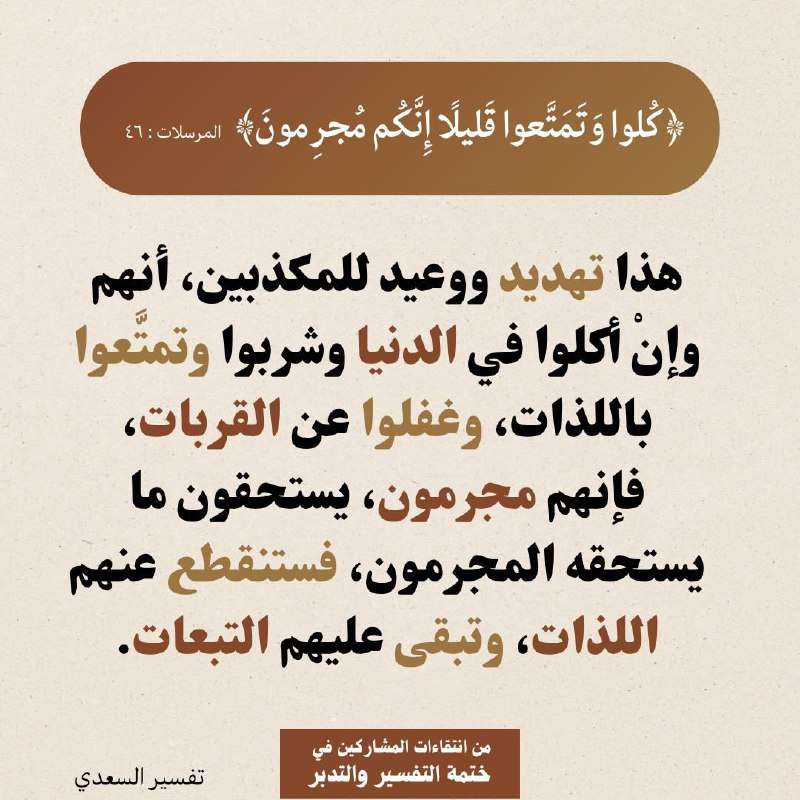 ﴿كُلوا وَتَمَتَّعوا قَليلًا إِنَّكُم مُجرِمونَ﴾ المرسلات : ٤٦
هذا تهديد ووعيد للمكذبين، أنهم
وإنْ أكلوا في الدنيا وشربوا وتمتَّعوا
باللذات، وغفلوا عن القربات،
فإنهم مجرمون، يستحقون ما
يستحقه المجرمون، فستنقطع عنهم
اللذات، وتبقى عليهم التبعات.
من انتقاءات المشاركين في
ختمة التفسير والتدبر
تفسير السعدي